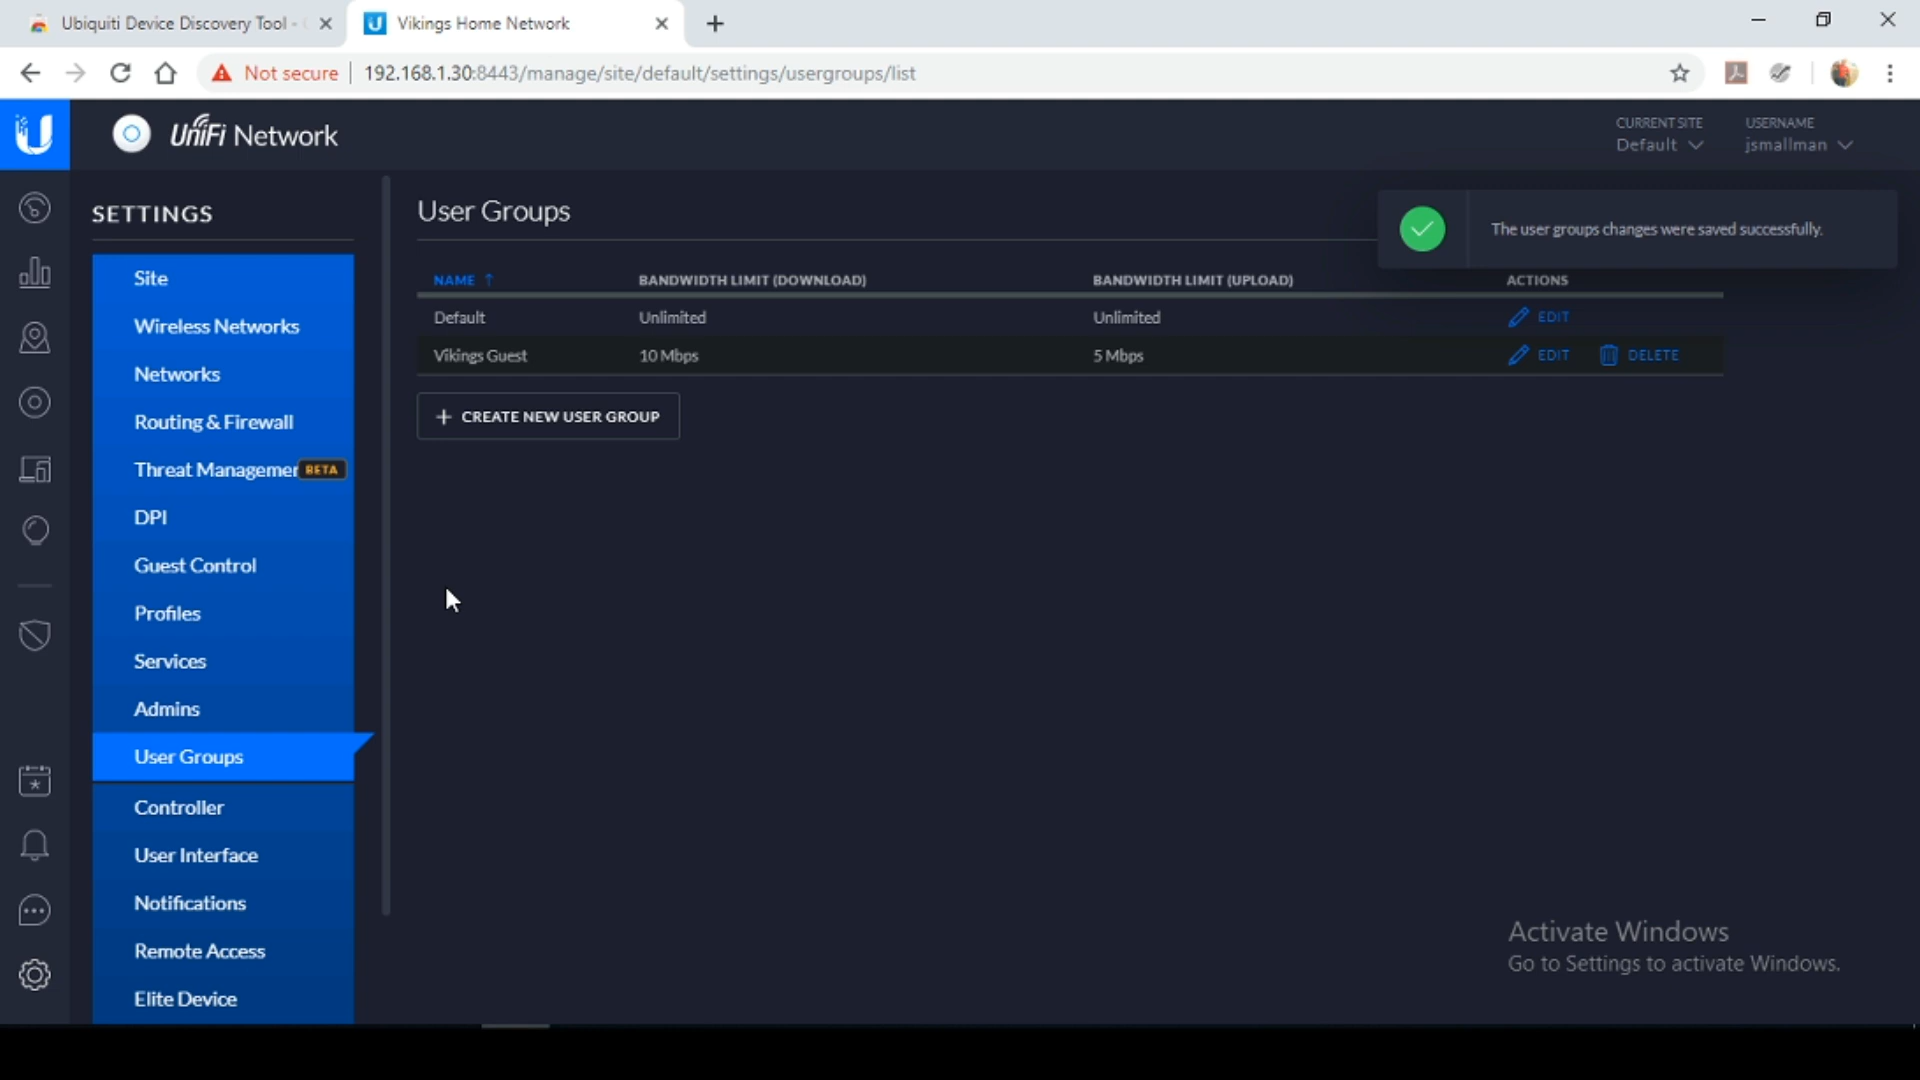 Ubiquiti Device Discovery Tool -
Vikings Home Network
Not secure
192.168.1.30:8443/manage/site/default/settings/usergroups/list
UniFi Network
CURRENT SITE
Default
USERNAME
jsmallman
SETTINGS
Site
Wireless Networks
Networks
Routing & Firewall
Threat Managemen BETA
DPI
Guest Control
Profiles
Services
Admins
User Groups
Controller
User Interface
Notifications
Remote Access
Elite Device
User Groups
The user groups changes were saved successfully.
NAME BANDWIDTH LIMIT (DOWNLOAD) BANDWIDTH LIMIT (UPLOAD) ACTIONS
Default Unlimited Unlimited EDIT
Vikings Guest 10 Mbps 5 Mbps EDIT DELETE
+ CREATE NEW USER GROUP
Activate Windows
Go to Settings to activate Windows.